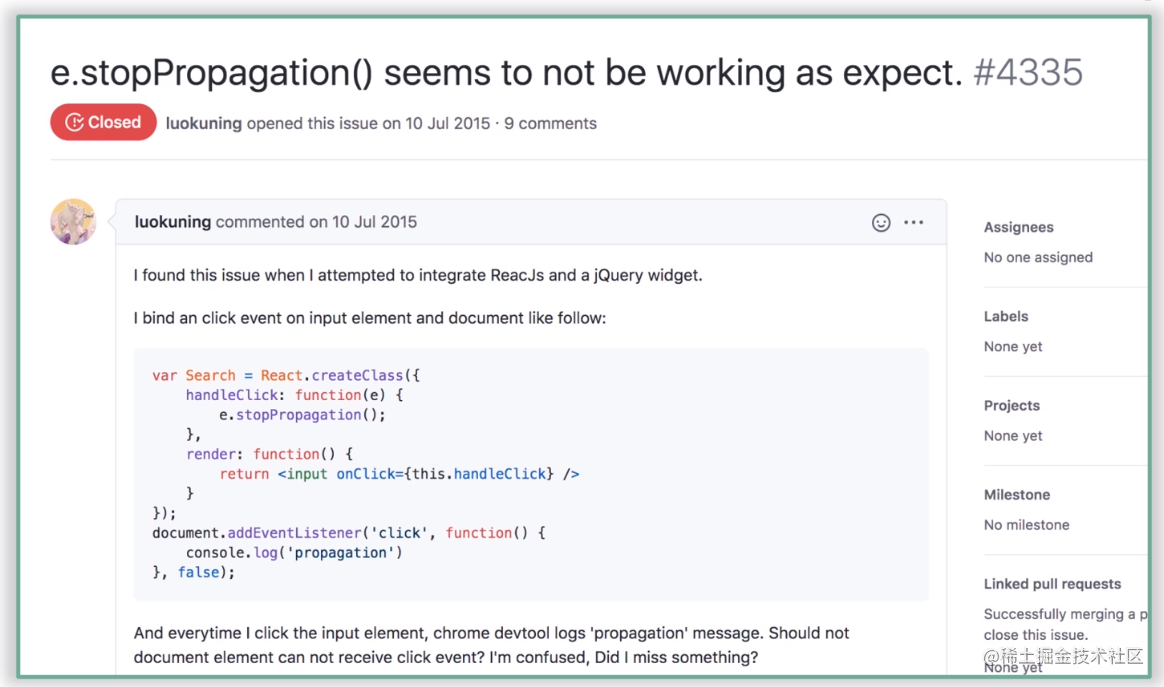 e.stopPropagation() seems to not be working as expect. #4335
Closed luokuning opened this issue on 10 Jul 2015 · 9 comments
luokuning commented on 10 Jul 2015
I found this issue when I attempted to integrate ReacJs and a jQuery widget.
I bind an click event on input element and document like follow:
var Search = React.createClass({
    handleClick: function(e) {
        e.stopPropagation();
    },
    render: function() {
        return <input onClick={this.handleClick} />
    }
});
document.addEventListener('click', function() {
    console.log('propagation')
}, false);
And everytime I click the input element, chrome devtool logs 'propagation' message. Should not
document element can not receive click event? I'm confused, Did I miss something?
Assignees
No one assigned
Labels
None yet
Projects
None yet
Milestone
No milestone
Linked pull requests
Successfully merging a p
close this issue.
None yet
@稀土掘金技术社区